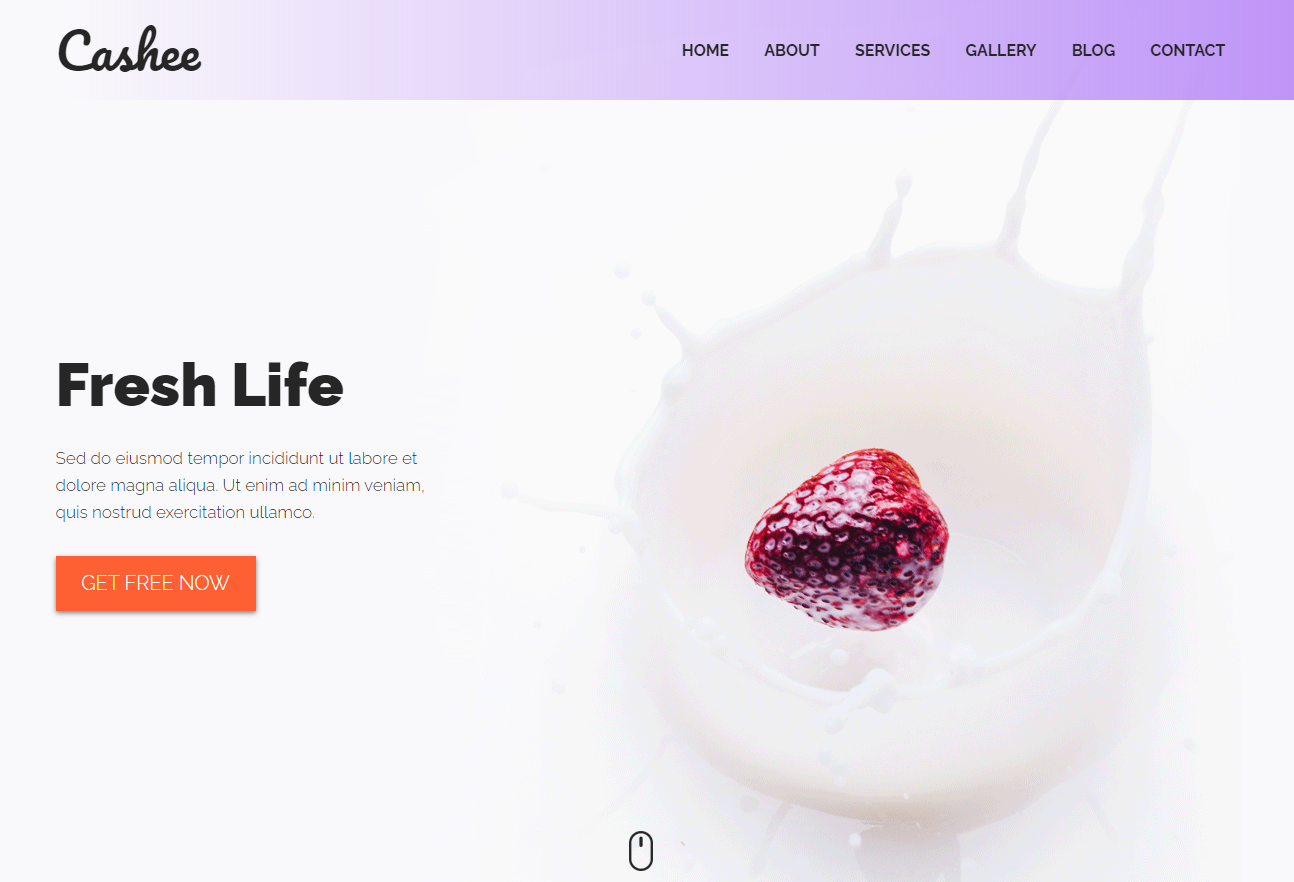 Cashee
HOME ABOUT SERVICES GALLERY BLOG CONTACT
Fresh Life
Sed do eiusmod tempor incididunt ut labore et
dolore magna aliqua. Ut enim ad minim veniam,
quis nostrud exercitation ullamco.
GET FREE NOW